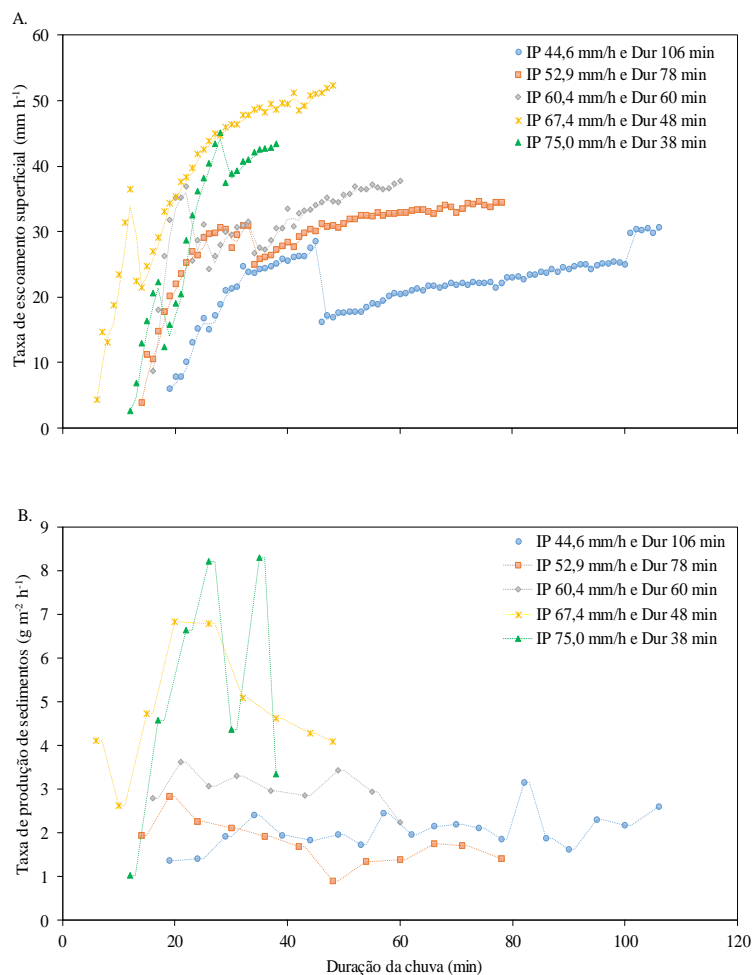 A.
60
50
40
30
20
10
0
Taxa de escoamento superficial (mm h⁻¹)
IP 44,6 mm/h e Dur 106 min
IP 52,9 mm/h e Dur 78 min
IP 60,4 mm/h e Dur 60 min
IP 67,4 mm/h e Dur 48 min
IP 75,0 mm/h e Dur 38 min
B.
9
8
7
6
5
4
3
2
1
0
Taxa de produção de sedimentos (g m⁻² h⁻¹)
IP 44,6 mm/h e Dur 106 min
IP 52,9 mm/h e Dur 78 min
IP 60,4 mm/h e Dur 60 min
IP 67,4 mm/h e Dur 48 min
IP 75,0 mm/h e Dur 38 min
0 20 40 60 80 100 120
Duração da chuva (min)